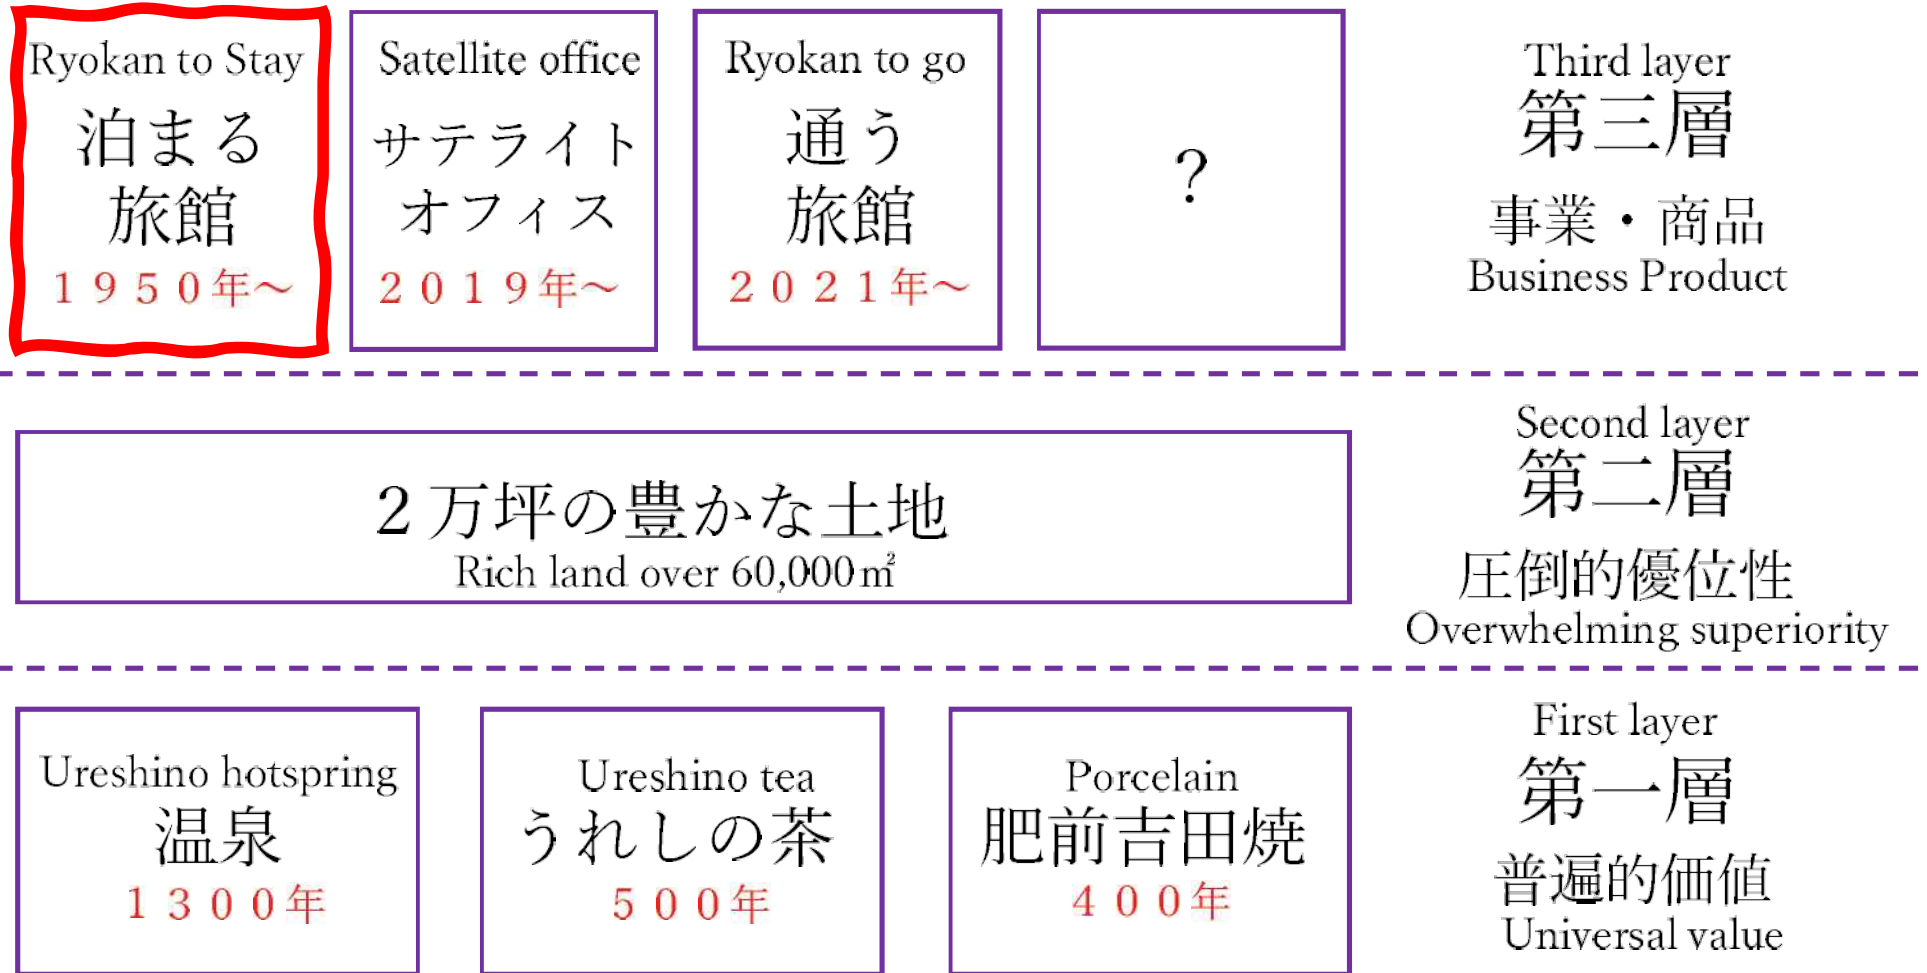 Ryokan to Stay
泊まる
旅館
１９５０年～
Satellite office
サテライト
オフィス
２０１９年～
Ryokan to go
通う
旅館
２０２１年～
？
Third layer
第三層
事業・商品
Business Product
２万坪の豊かな土地
Rich land over 60,000㎡
Second layer
第二層
圧倒的優位性
Overwhelming superiority
Ureshino hotspring
温泉
１３００年
Ureshino tea
うれしの茶
５００年
Porcelain
肥前吉田焼
４００年
First layer
第一層
普遍的価値
Universal value